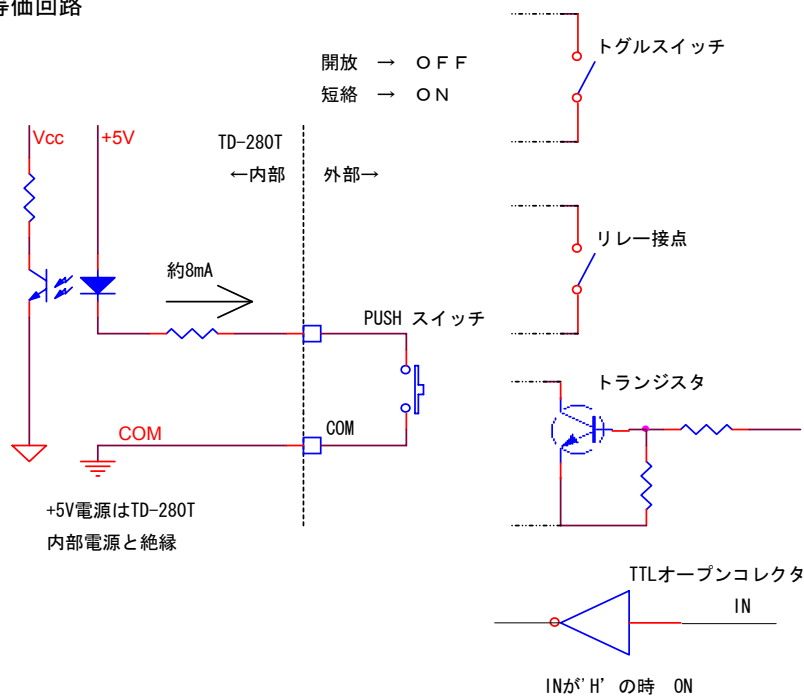 等価回路
開放 → ＯＦＦ
短絡 → ＯＮ
トグルスイッチ
Vcc
+5V
TD-280T
←内部
外部→
リレー接点
約8mA
PUSH スイッチ
トランジスタ
COM
COM
+5V電源はTD-280T
内部電源と絶縁
TTLオープンコレクタ
IN
INが'H' の時 ON